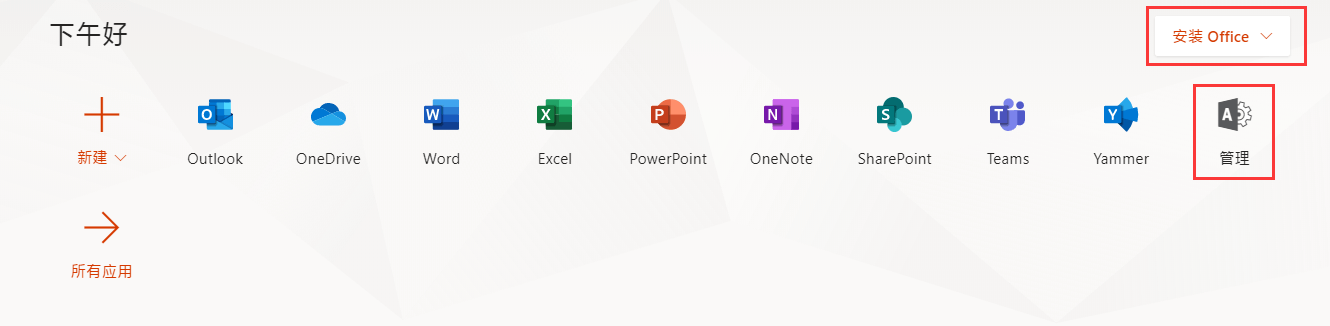 下午好
安装 Office
新建
Outlook
OneDrive
Word
Excel
PowerPoint
OneNote
SharePoint
Teams
Yammer
管理
所有应用